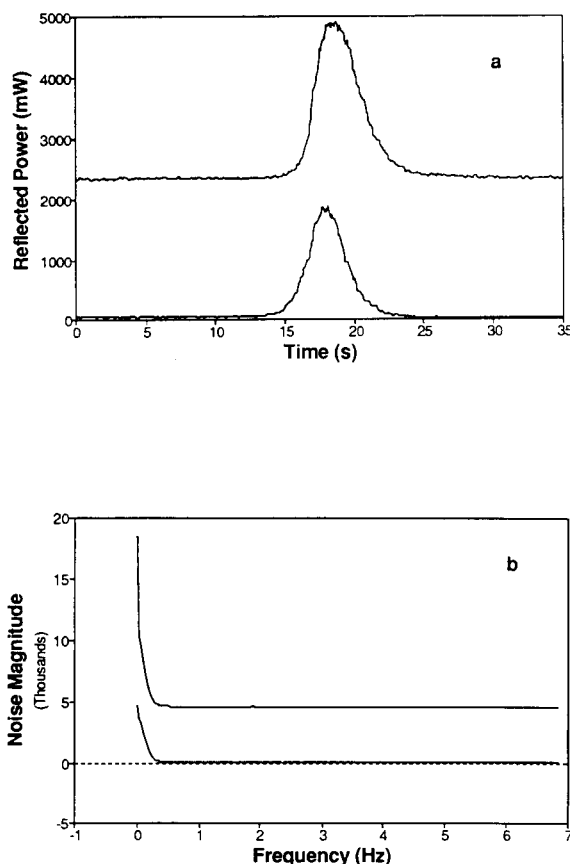 5000
a
4000
3000
2000
1000
0
Reflected Power (mW)
0 5 10 15 20 25 30 35
Time (s)
20
b
15
10
5
0
-5
Noise Magnitude
(Thousands)
-1 0 1 2 3 4 5 6 7
Frequency (Hz)